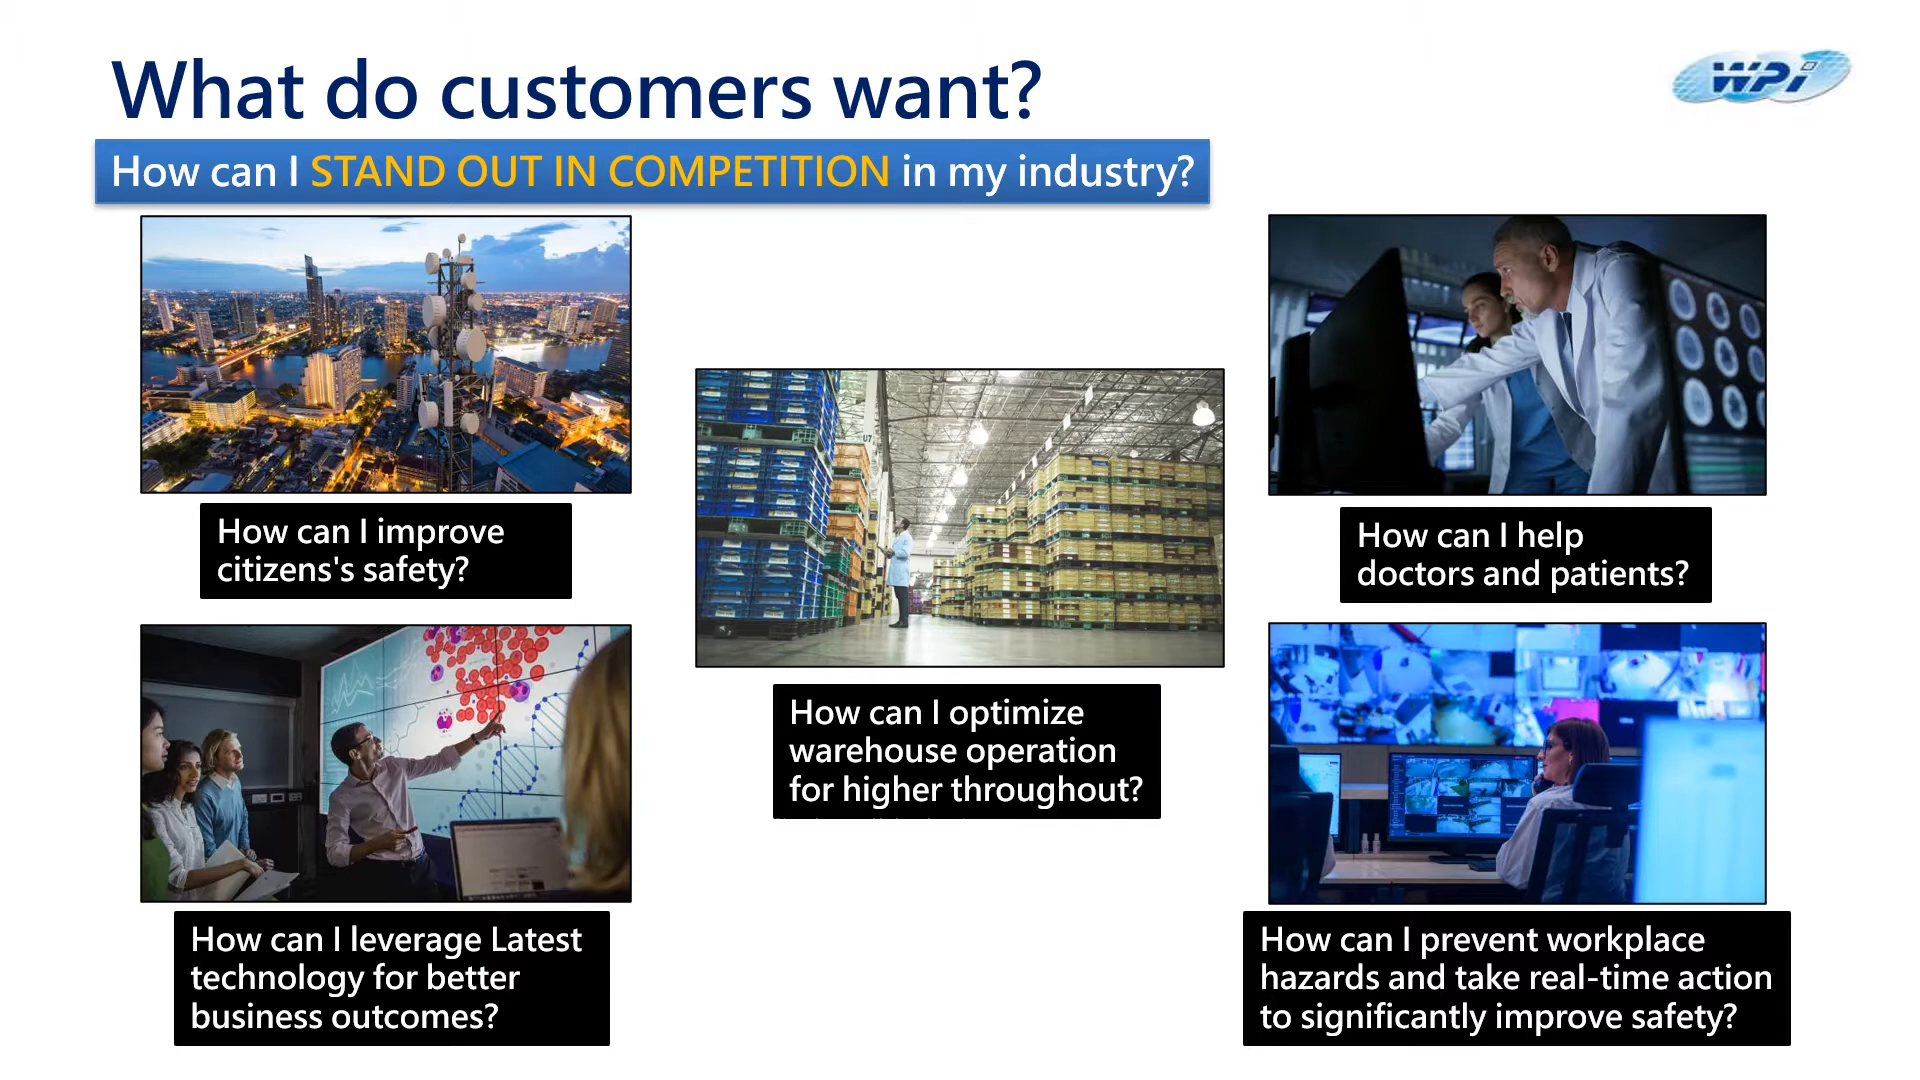 What do customers want?
WPi
How can I STAND OUT IN COMPETITION in my industry?
How can I improve
citizens's safety?
How can I help
doctors and patients?
How can I optimize
warehouse operation
for higher throughout?
How can I leverage Latest
technology for better
business outcomes?
How can I prevent workplace
hazards and take real-time action
to significantly improve safety?